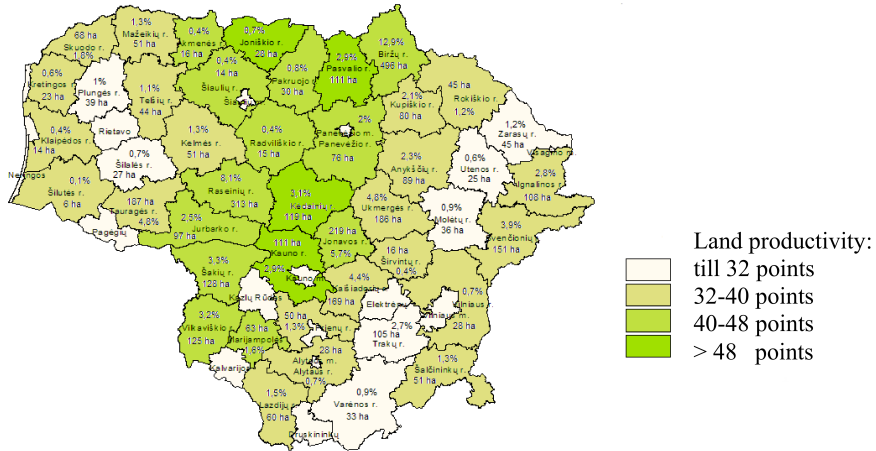 68 ha
Skuodo r.
1,8%
1,3%
Mažeikių r.
51 ha
0,4%
Akmenės r.
16 ha
0,7%
Joniškio r.
28 ha
2,9%
Pasvalio r.
111 ha
12,9%
Biržų r.
496 ha
0,6%
Kretingos r.
23 ha
1%
Plungės r.
39 ha
1,1%
Telšių r.
44 ha
0,4%
14 ha
Šiaulių r.
0,8%
Pakruojo r.
30 ha
2,1%
Kupiškio r.
80 ha
45 ha
Rokiškio r.
1,2%
0,4%
Klaipėdos r.
14 ha
Rietavo
1,3%
Kelmės r.
51 ha
0,4%
Radviliškio r.
15 ha
2%
Panevėžio m.
Panevėžio r.
76 ha
1,2%
Zarasų r.
45 ha
Visagino m.
Neringos
0,1%
Šilutės r.
6 ha
0,7%
Šilalės r.
27 ha
2,3%
Anykščių r.
89 ha
0,6%
Utenos r.
25 ha
2,8%
Ignalinos r.
108 ha
187 ha
Tauragės r.
4,8%
8,1%
Raseinių r.
313 ha
3,1%
Kėdainių r.
119 ha
4,8%
Ukmergės r.
186 ha
0,9%
Molėtų r.
36 ha
3,9%
Švenčionių r.
151 ha
Pagėgių
2,5%
Jurbarko r.
97 ha
111 ha
Kauno r.
2,9%
Kauno m.
219 ha
Jonavos r.
5,7%
16 ha
Širvintų r.
0,4%
3,3%
Šakių r.
128 ha
Kazlų Rūdos
4,4%
Kaišiadorių r.
169 ha
Elektrėnų
0,7%
Vilniaus r.
Vilniaus m.
28 ha
3,2%
Vilkaviškio r.
125 ha
63 ha
Marijampolės
1,6%
50 ha
1,3%
Prienų r.
2,7%
105 ha
Trakų r.
Kalvarijos
28 ha
Alytaus m.
Alytaus r.
0,7%
1,3%
Šalčininkų r.
51 ha
1,5%
Lazdijų r.
60 ha
0,9%
Varėnos r.
33 ha
Druskininkų
Land productivity:
till 32 points
32-40 points
40-48 points
> 48 points